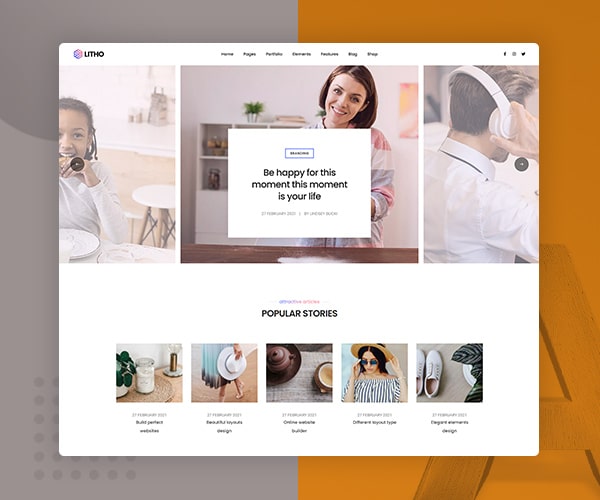 LITHO
Home Pages Portfolio Elements Features Blog Shop
BRANDING
Be happy for this
moment this moment
is your life
27 FEBRUARY 2021 | BY LINDSEY BUCKI
attractive articles
POPULAR STORIES
27 FEBRUARY 2021
Build perfect
websites
27 FEBRUARY 2021
Beautiful layouts
design
27 FEBRUARY 2021
Online website
builder
27 FEBRUARY 2021
Different layout type
27 FEBRUARY 2021
Elegant elements
design